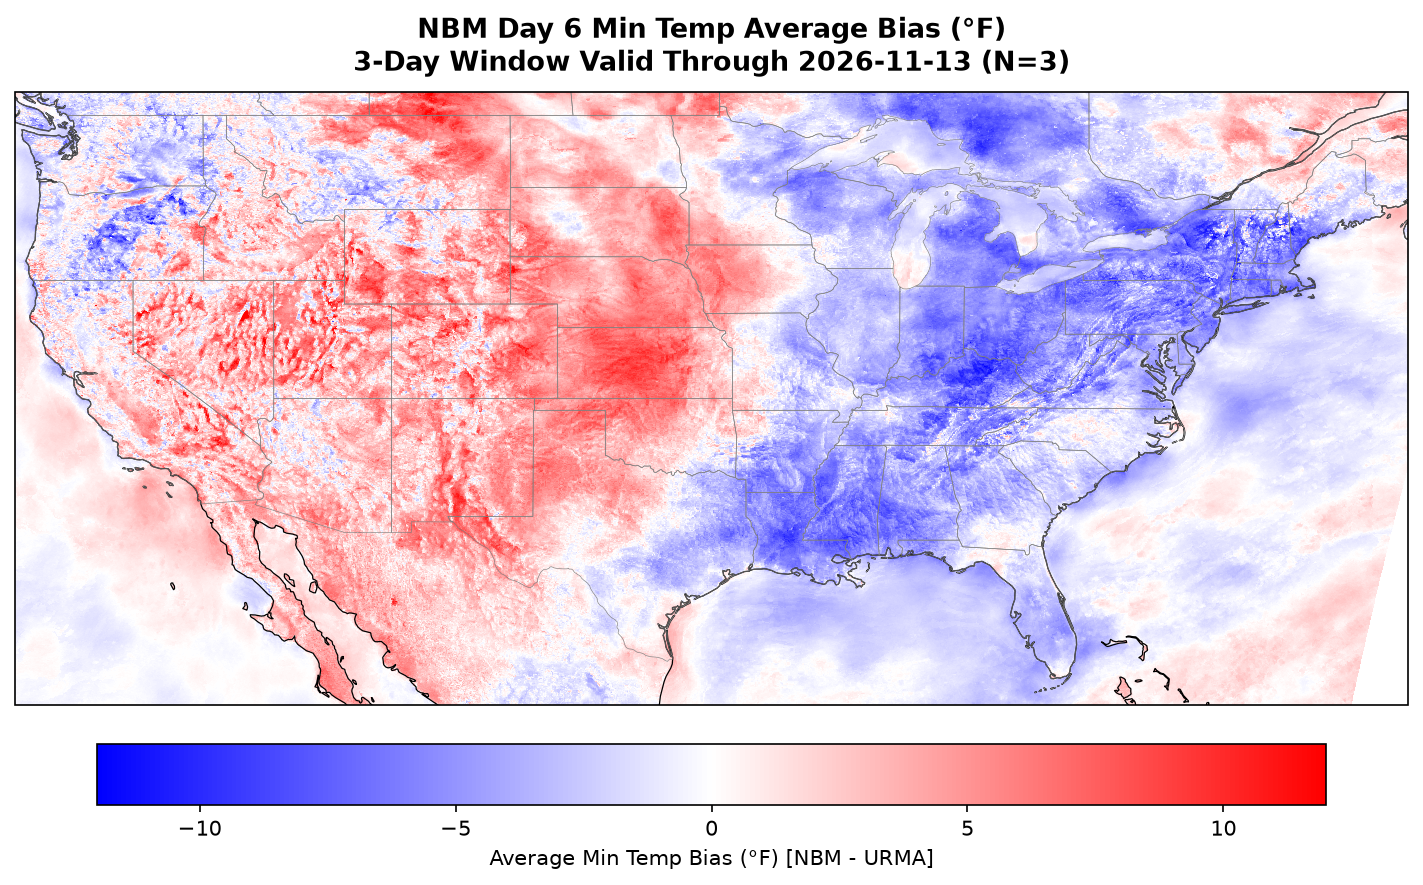 NBM Day 6 Min Temp Average Bias (°F)
3-Day Window Valid Through 2026-11-13 (N=3)
−10 −5 0 5 10
Average Min Temp Bias (°F) [NBM - URMA]